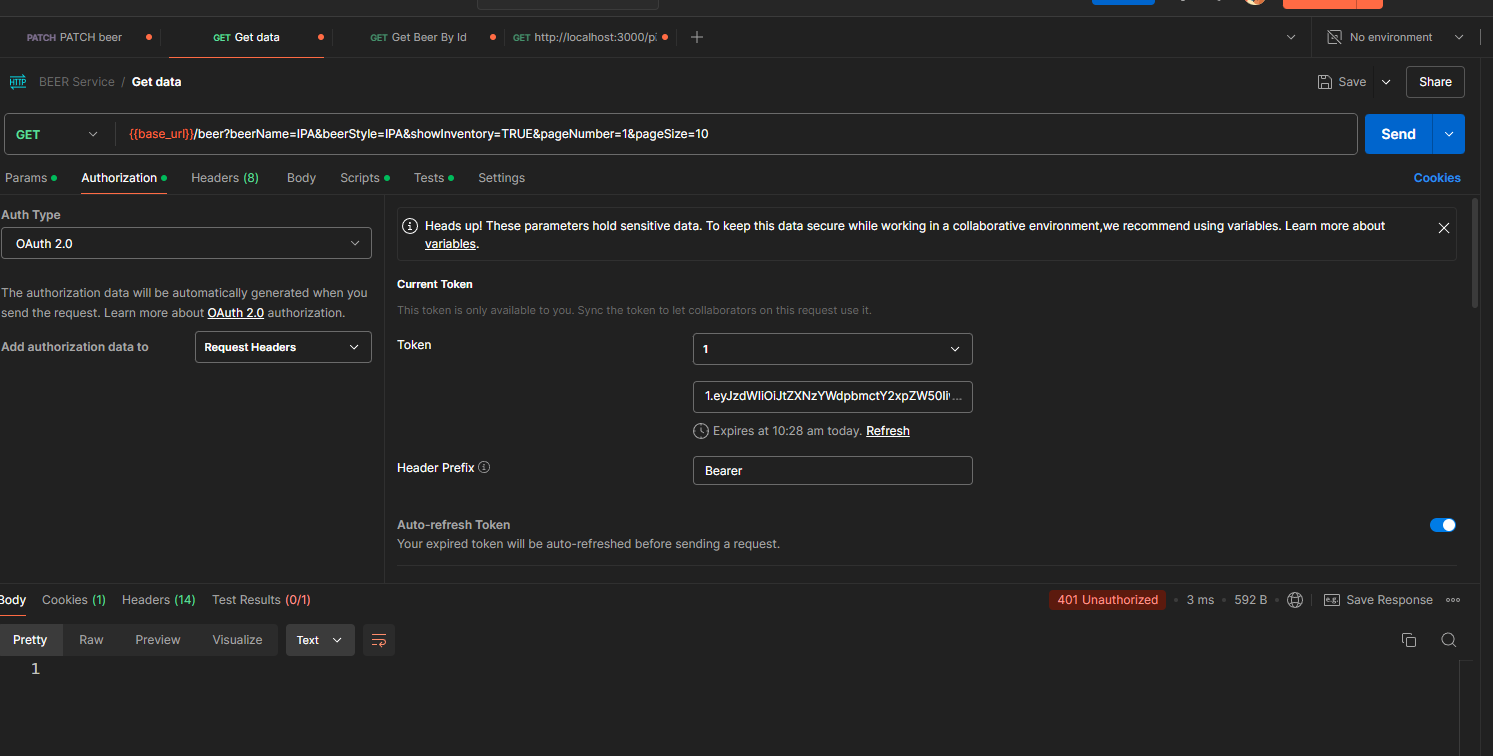 PATCH PATCH beer
GET Get data
GET Get Beer By Id
GET http://localhost:3000/p
No environment
HTTP BEER Service / Get data
Save
Share
GET
{{base_url}}/beer?beerName=IPA&beerStyle=IPA&showInventory=TRUE&pageNumber=1&pageSize=10
Send
Params
Authorization
Headers (8)
Body
Scripts
Tests
Settings
Cookies
Auth Type
OAuth 2.0
The authorization data will be automatically generated when you
send the request. Learn more about OAuth 2.0 authorization.
Add authorization data to
Request Headers
Heads up! These parameters hold sensitive data. To keep this data secure while working in a collaborative environment,we recommend using variables. Learn more about
variables.
Current Token
This token is only available to you. Sync the token to let collaborators on this request use it.
Token
1
1.eyJzdWIiOiJtZXNzYWdpbmctY2xpZW50Iiv...
Expires at 10:28 am today. Refresh
Header Prefix
Bearer
Auto-refresh Token
Your expired token will be auto-refreshed before sending a request.
Body
Cookies (1)
Headers (14)
Test Results (0/1)
401 Unauthorized
3 ms
592 B
e.g. Save Response
Pretty
Raw
Preview
Visualize
Text
1